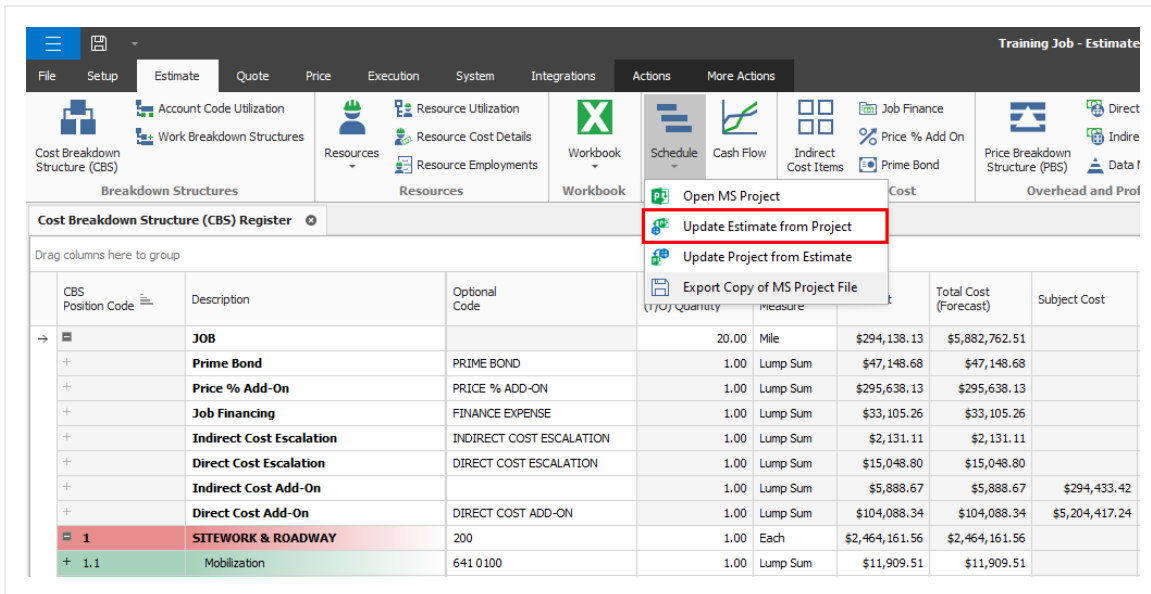 Training Job - Estimate
File Setup Estimate Quote Price Execution System Integrations Actions More Actions
Cost Breakdown
Structure (CBS)
Account Code Utilization
Work Breakdown Structures
Breakdown Structures
Resources
Resource Utilization
Resource Cost Details
Resource Employments
Resources
Workbook
Workbook
Schedule
Cash Flow
Indirect
Cost Items
Job Finance
Price % Add On
Prime Bond
Cost
Price Breakdown
Structure (PBS)
Direct
Indire
Data
Overhead and Prof
Open MS Project
Update Estimate from Project
Update Project from Estimate
Export Copy of MS Project File
Cost Breakdown Structure (CBS) Register
Drag columns here to group
CBS
Position Code
Description
Optional
Code
(T/O) Quantity
Measure
Total Cost
(Forecast)
Subject Cost
JOB 20.00 Mile $294,138.13 $5,882,762.51
Prime Bond PRIME BOND 1.00 Lump Sum $47,148.68 $47,148.68
Price % Add-On PRICE % ADD-ON 1.00 Lump Sum $295,638.13 $295,638.13
Job Financing FINANCE EXPENSE 1.00 Lump Sum $33,105.26 $33,105.26
Indirect Cost Escalation INDIRECT COST ESCALATION 1.00 Lump Sum $2,131.11 $2,131.11
Direct Cost Escalation DIRECT COST ESCALATION 1.00 Lump Sum $15,048.80 $15,048.80
Indirect Cost Add-On 1.00 Lump Sum $5,888.67 $5,888.67 $294,433.42
Direct Cost Add-On DIRECT COST ADD-ON 1.00 Lump Sum $104,088.34 $104,088.34 $5,204,417.24
1 SITEWORK & ROADWAY 200 1.00 Each $2,464,161.56 $2,464,161.56
1.1 Mobilization 641 0100 1.00 Lump Sum $11,909.51 $11,909.51